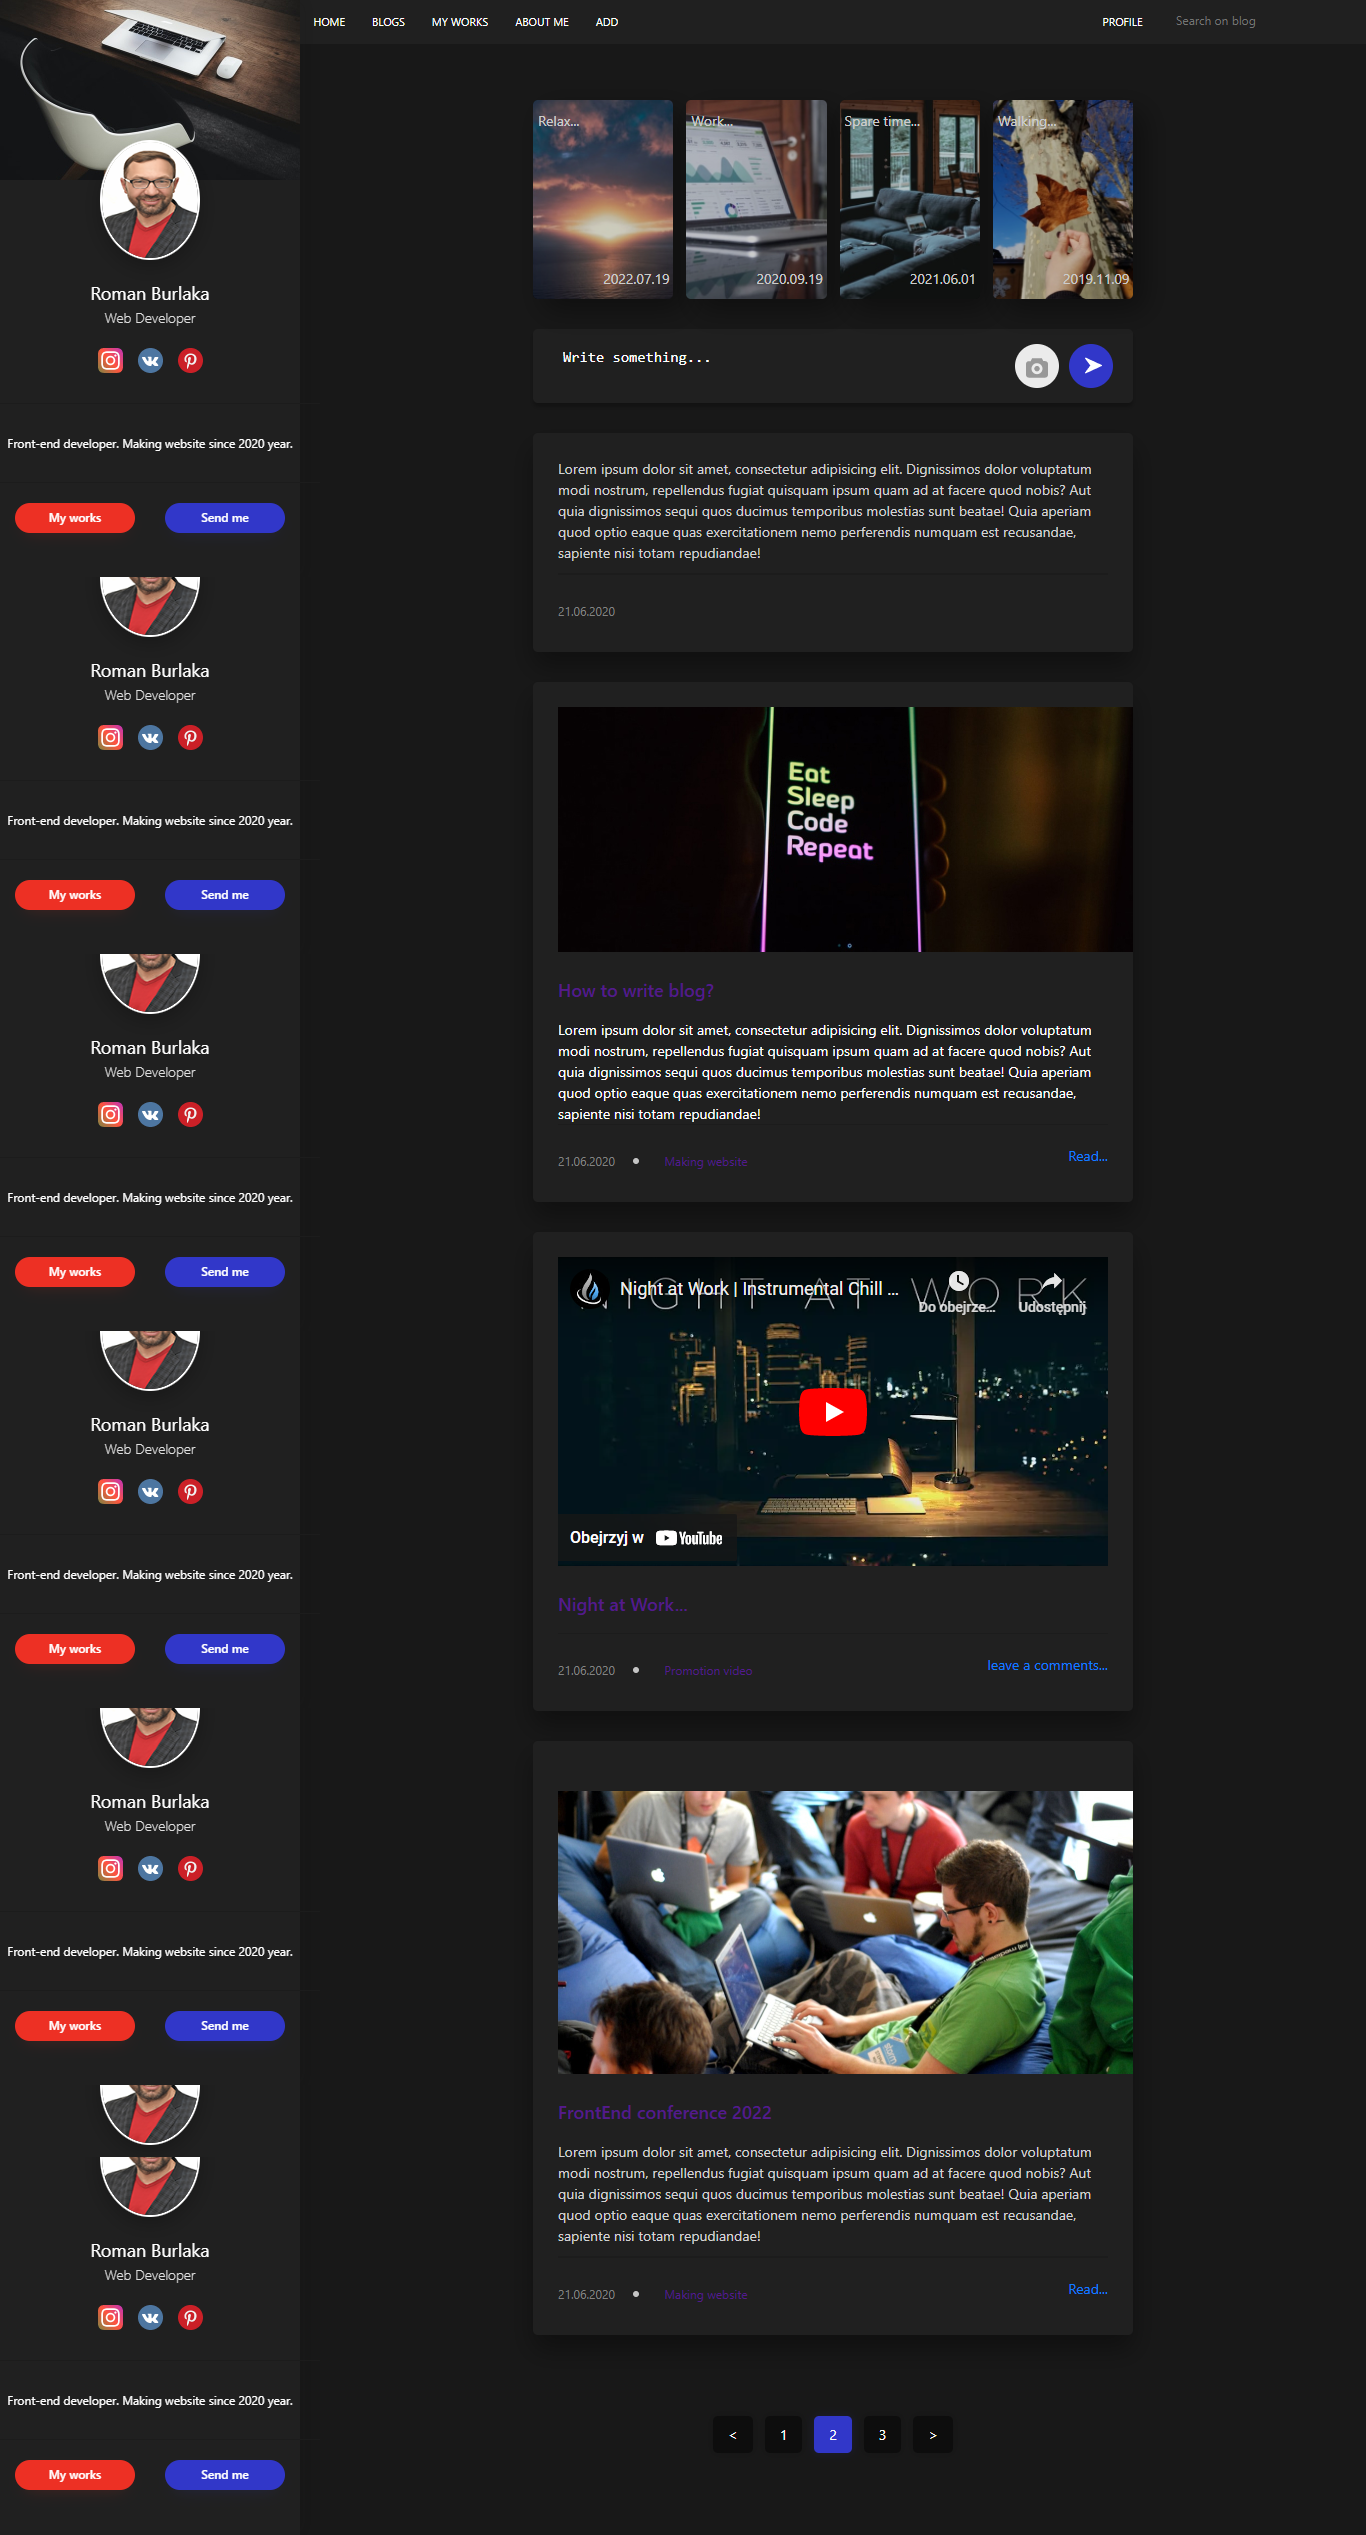 HOME BLOGS MY WORKS ABOUT ME ADD PROFILE Search on blog
Roman Burlaka
Web Developer
Front-end developer. Making website since 2020 year.
My works Send me
Roman Burlaka
Web Developer
Front-end developer. Making website since 2020 year.
My works Send me
Roman Burlaka
Web Developer
Front-end developer. Making website since 2020 year.
My works Send me
Roman Burlaka
Web Developer
Front-end developer. Making website since 2020 year.
My works Send me
Roman Burlaka
Web Developer
Front-end developer. Making website since 2020 year.
My works Send me
Roman Burlaka
Web Developer
Front-end developer. Making website since 2020 year.
My works Send me
Relax... Work... Spare time... Walking...
2022.07.19 2020.09.19 2021.06.01 2019.11.09
Write something...
Lorem ipsum dolor sit amet, consectetur adipisicing elit. Dignissimos dolor voluptatum
modi nostrum, repellendus fugiat quisquam ipsum quam ad at facere quod nobis? Aut
quia dignissimos sequi quos ducimus temporibus molestias sunt beatae! Quia aperiam
quod optio eaque quas exercitationem nemo perferendis numquam est recusandae,
sapiente nisi totam repudiandae!
21.06.2020
Eat
Sleep
Code
Repeat
How to write blog?
Lorem ipsum dolor sit amet, consectetur adipisicing elit. Dignissimos dolor voluptatum
modi nostrum, repellendus fugiat quisquam ipsum quam ad at facere quod nobis? Aut
quia dignissimos sequi quos ducimus temporibus molestias sunt beatae! Quia aperiam
quod optio eaque quas exercitationem nemo perferendis numquam est recusandae,
sapiente nisi totam repudiandae!
21.06.2020 • Making website Read...
NIGHT AT WORK
Night at Work | Instrumental Chill ...
Do obejrze... Udostępnij
Obejrzyj w YouTube
Night at Work...
21.06.2020 • Promotion video leave a comments...
FrontEnd conference 2022
Lorem ipsum dolor sit amet, consectetur adipisicing elit. Dignissimos dolor voluptatum
modi nostrum, repellendus fugiat quisquam ipsum quam ad at facere quod nobis? Aut
quia dignissimos sequi quos ducimus temporibus molestias sunt beatae! Quia aperiam
quod optio eaque quas exercitationem nemo perferendis numquam est recusandae,
sapiente nisi totam repudiandae!
21.06.2020 • Making website Read...
< 1 2 3 >